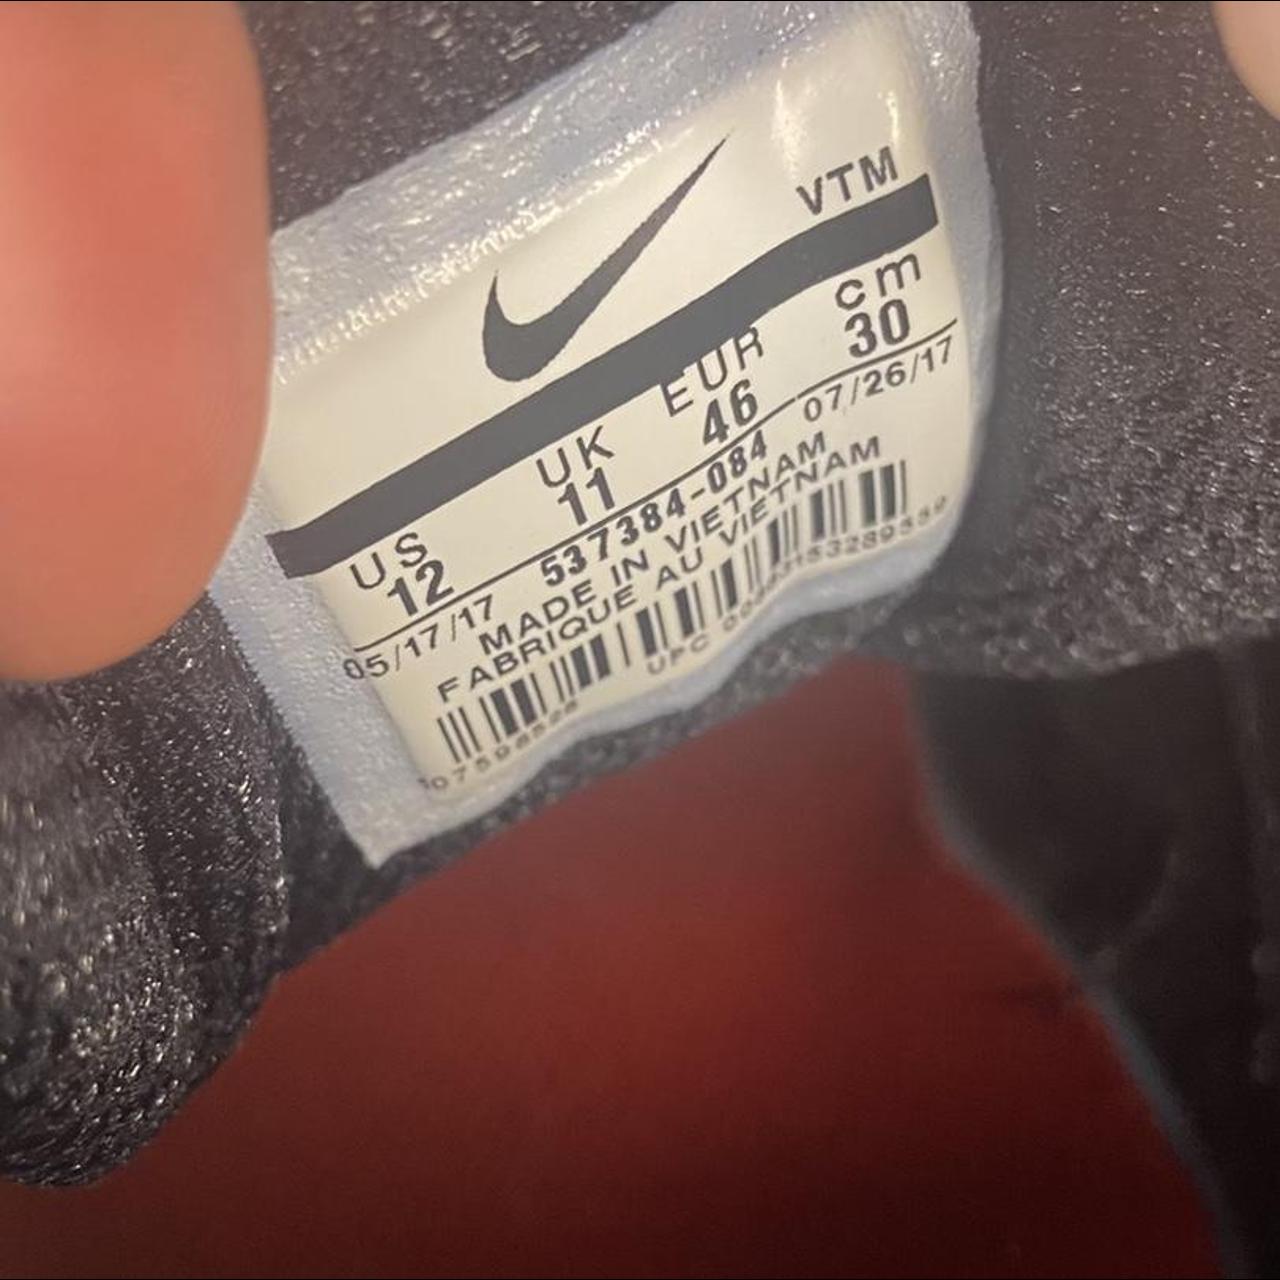 VTM
US UK EUR cm
12 11 46 30
05/17/17 537384-084 07/26/17
MADE IN VIETNAM
FABRIQUE AU VIETNAM
UPC